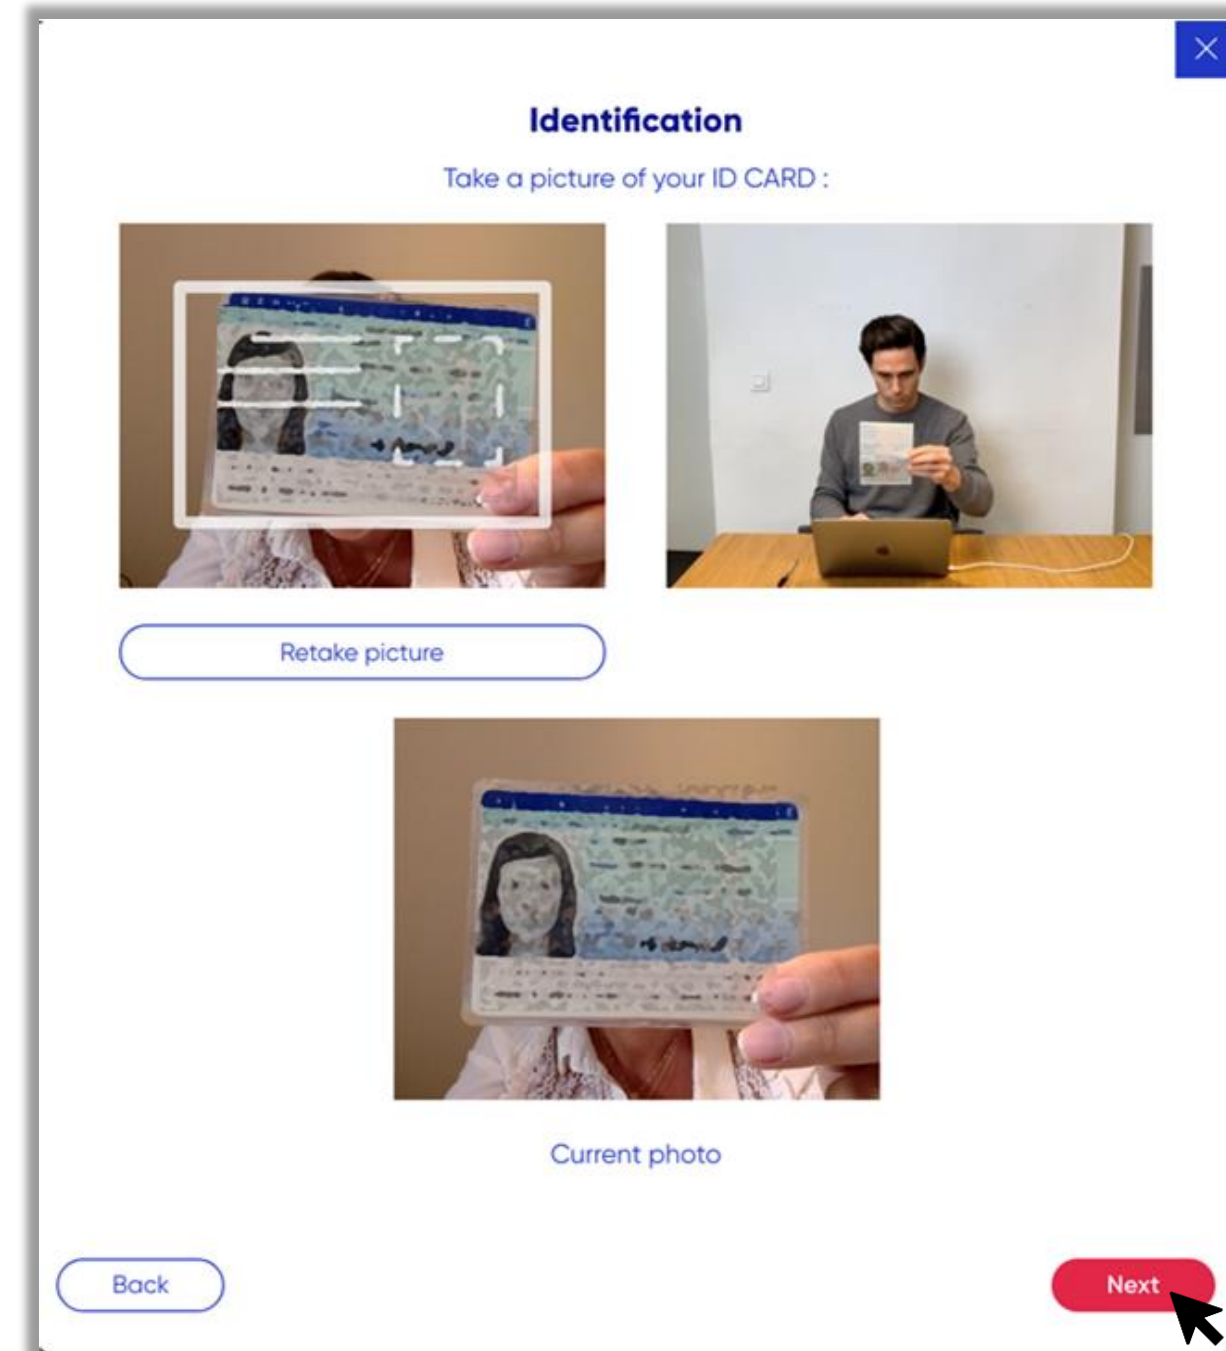 Identification
Take a picture of your ID CARD :
Retake picture
Current photo
Back
Next